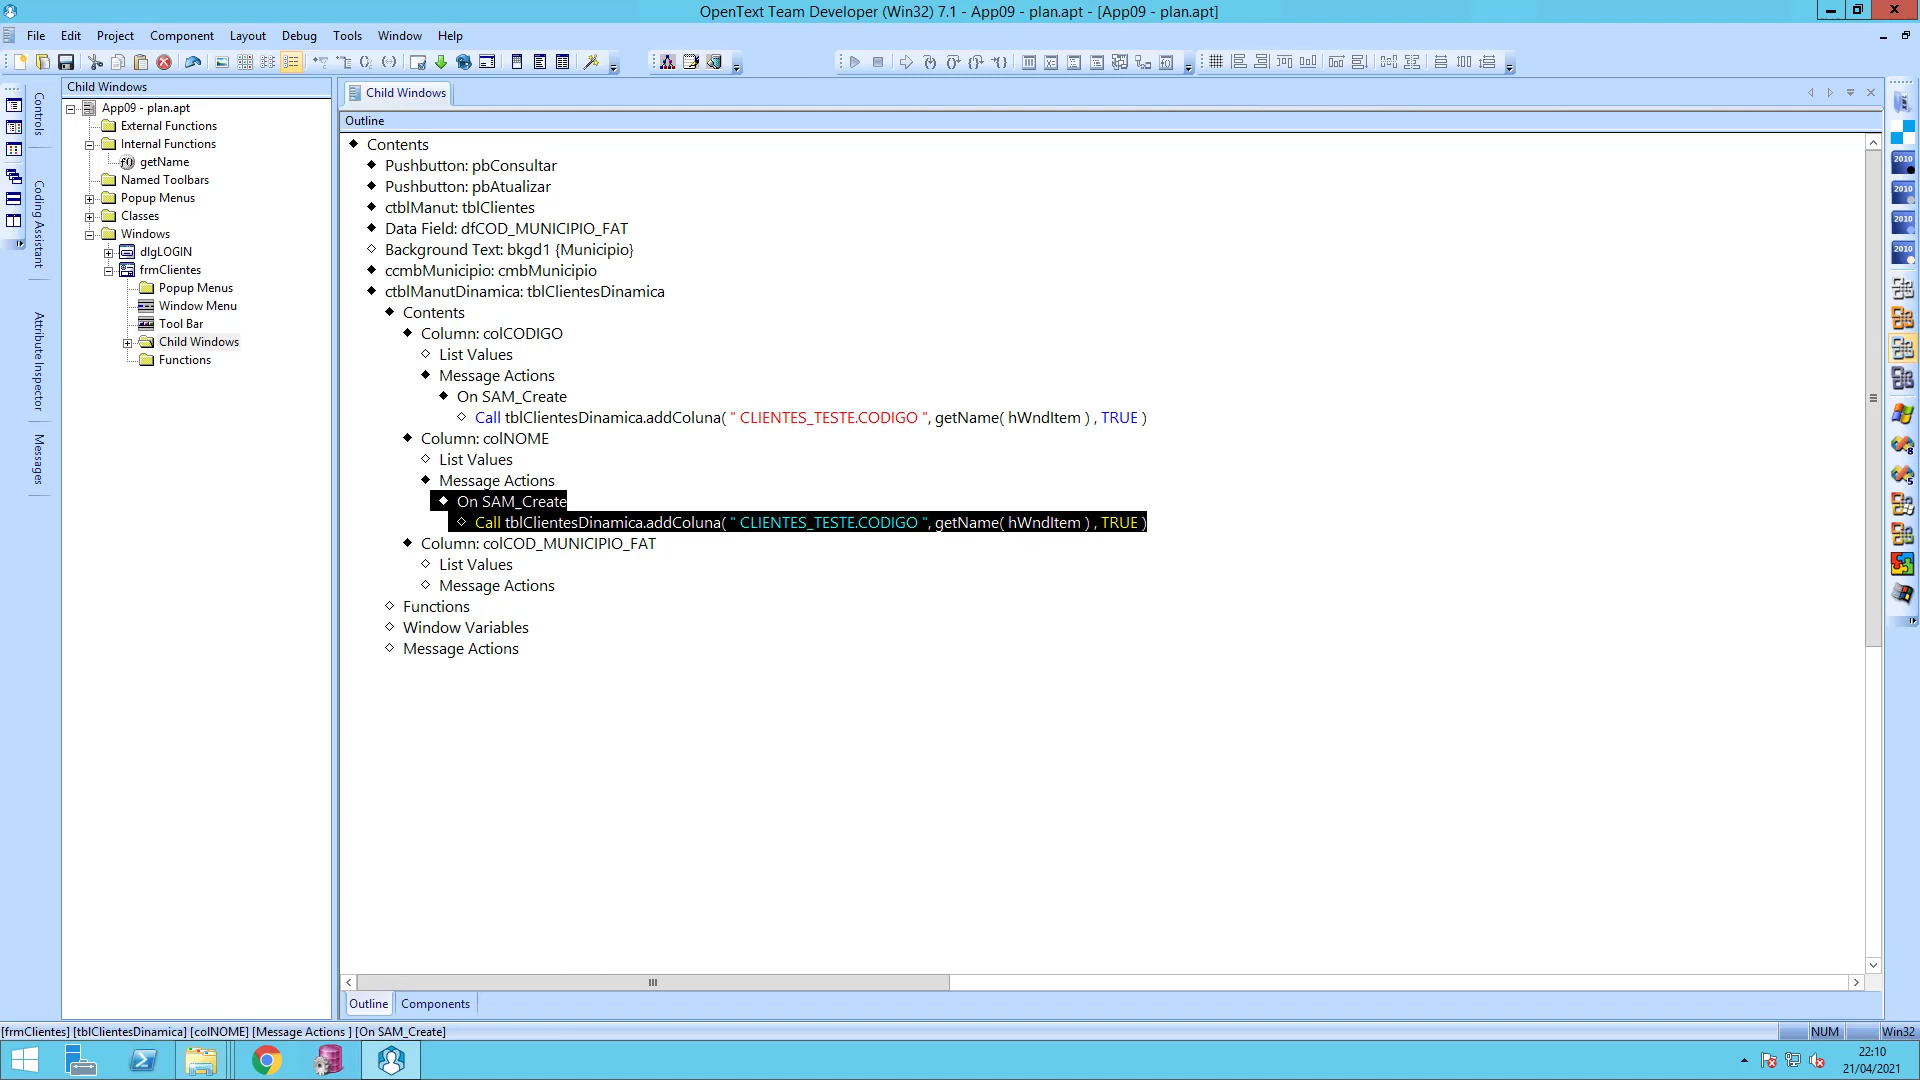 OpenText Team Developer (Win32) 7.1 - App09 - plan.apt - [App09 - plan.apt]
File Edit Project Component Layout Debug Tools Window Help
Child Windows
App09 - plan.apt
External Functions
Internal Functions
getName
Named Toolbars
Popup Menus
Classes
Windows
dlgLOGIN
frmClientes
Popup Menus
Window Menu
Tool Bar
Child Windows
Functions
Controls
Coding Assistant
Attribute Inspector
Messages
Child Windows
Outline
Contents
Pushbutton: pbConsultar
Pushbutton: pbAtualizar
ctblManut: tblClientes
Data Field: dfCOD_MUNICIPIO_FAT
Background Text: bkgd1 {Municipio}
ccmbMunicipio: cmbMunicipio
ctblManutDinamica: tblClientesDinamica
Contents
Column: colCODIGO
List Values
Message Actions
On SAM_Create
Call tblClientesDinamica.addColuna( " CLIENTES_TESTE.CODIGO ", getName( hWndItem ) , TRUE )
Column: colNOME
List Values
Message Actions
On SAM_Create
Call tblClientesDinamica.addColuna( " CLIENTES_TESTE.CODIGO ", getName( hWndItem ) , TRUE )
Column: colCOD_MUNICIPIO_FAT
List Values
Message Actions
Functions
Window Variables
Message Actions
Outline Components
2010
2010
2010
2010
[frmClientes] [tblClientesDinamica] [colNOME] [Message Actions ] [On SAM_Create]
NUM
Win32
22:10
21/04/2021